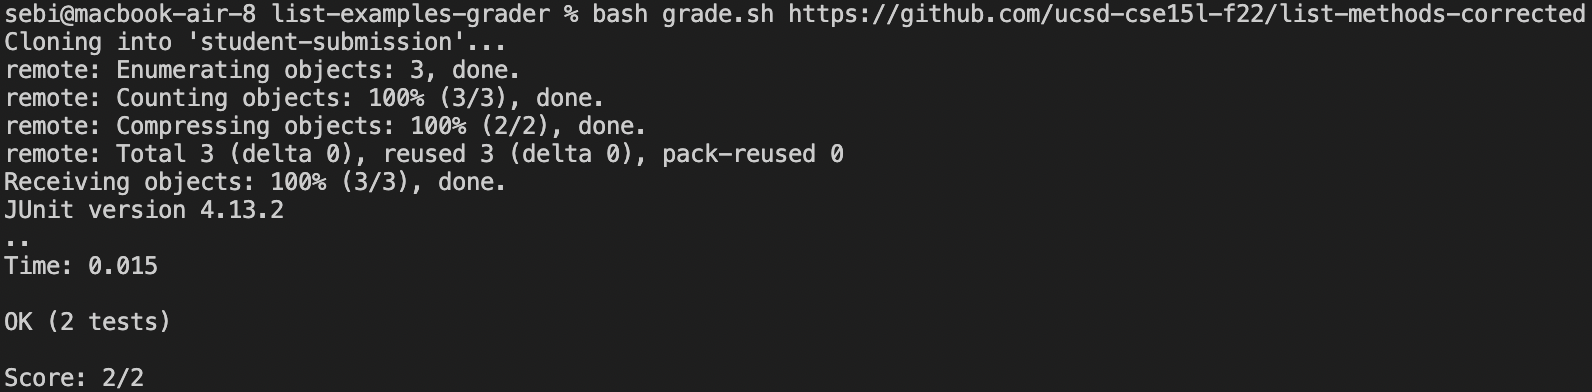 sebi@macbook-air-8 list-examples-grader % bash grade.sh https://github.com/ucsd-cse15l-f22/list-methods-corrected
Cloning into 'student-submission'...
remote: Enumerating objects: 3, done.
remote: Counting objects: 100% (3/3), done.
remote: Compressing objects: 100% (2/2), done.
remote: Total 3 (delta 0), reused 3 (delta 0), pack-reused 0
Receiving objects: 100% (3/3), done.
JUnit version 4.13.2
..
Time: 0.015
OK (2 tests)
Score: 2/2